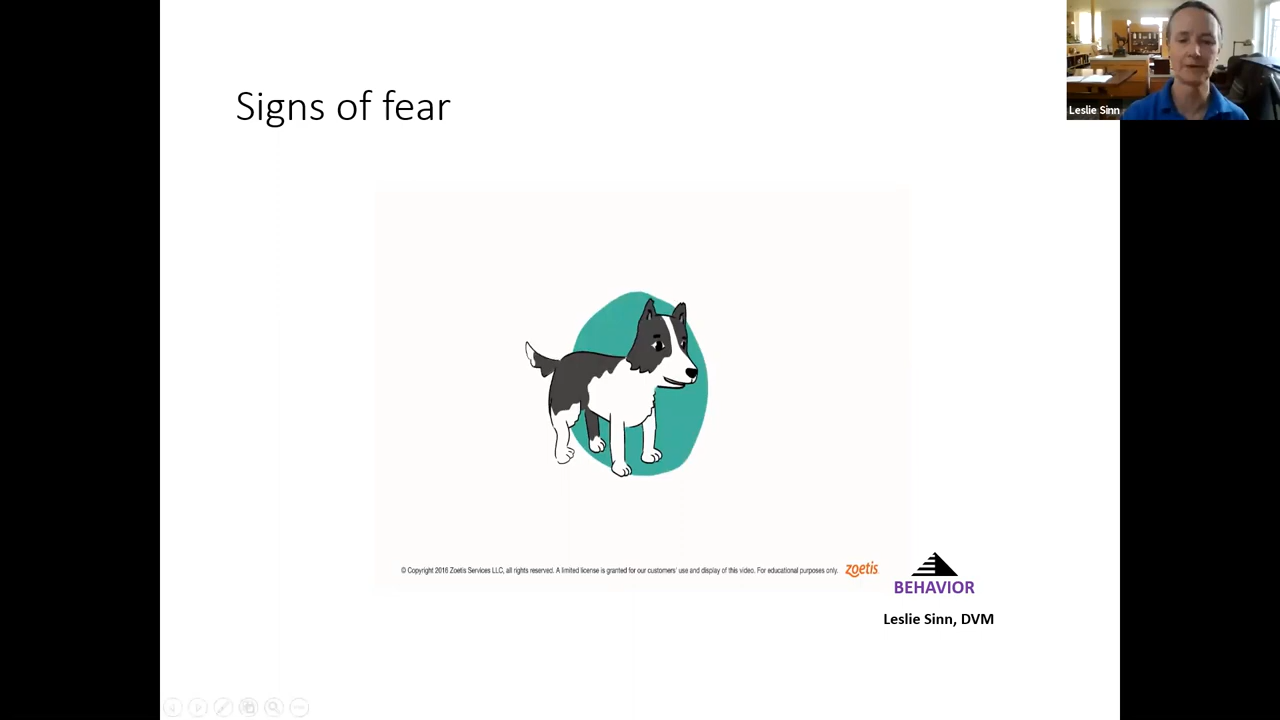 Leslie Sinn
Signs of fear
© Copyright 2016 Zoetis Services LLC, all rights reserved. A limited license is granted for our customers' use and display of this video. For educational purposes only.
zoetis
BEHAVIOR
Leslie Sinn, DVM